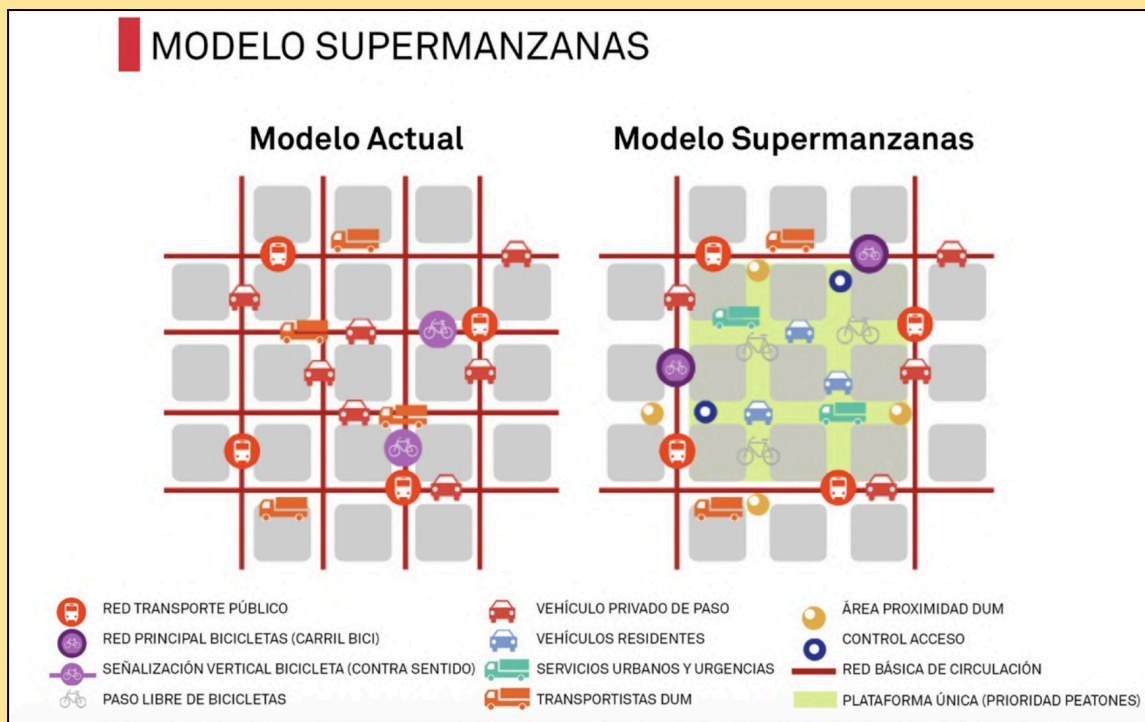 MODELO SUPERMANZANAS
Modelo Actual
Modelo Supermanzanas
RED TRANSPORTE PÚBLICO
RED PRINCIPAL BICICLETAS (CARRIL BICI)
SEÑALIZACIÓN VERTICAL BICICLETA (CONTRA SENTIDO)
PASO LIBRE DE BICICLETAS
VEHÍCULO PRIVADO DE PASO
VEHÍCULOS RESIDENTES
SERVICIOS URBANOS Y URGENCIAS
TRANSPORTISTAS DUM
ÁREA PROXIMIDAD DUM
CONTROL ACCESO
RED BÁSICA DE CIRCULACIÓN
PLATAFORMA ÚNICA (PRIORIDAD PEATONES)